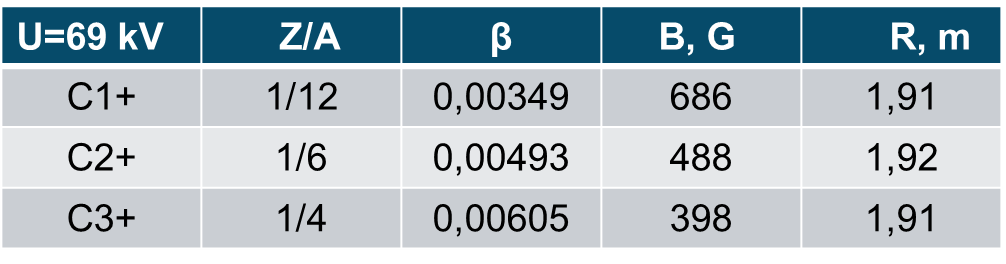 U=69 kV Z/A β B, G R, m
C1+ 1/12 0,00349 686 1,91
C2+ 1/6 0,00493 488 1,92
C3+ 1/4 0,00605 398 1,91